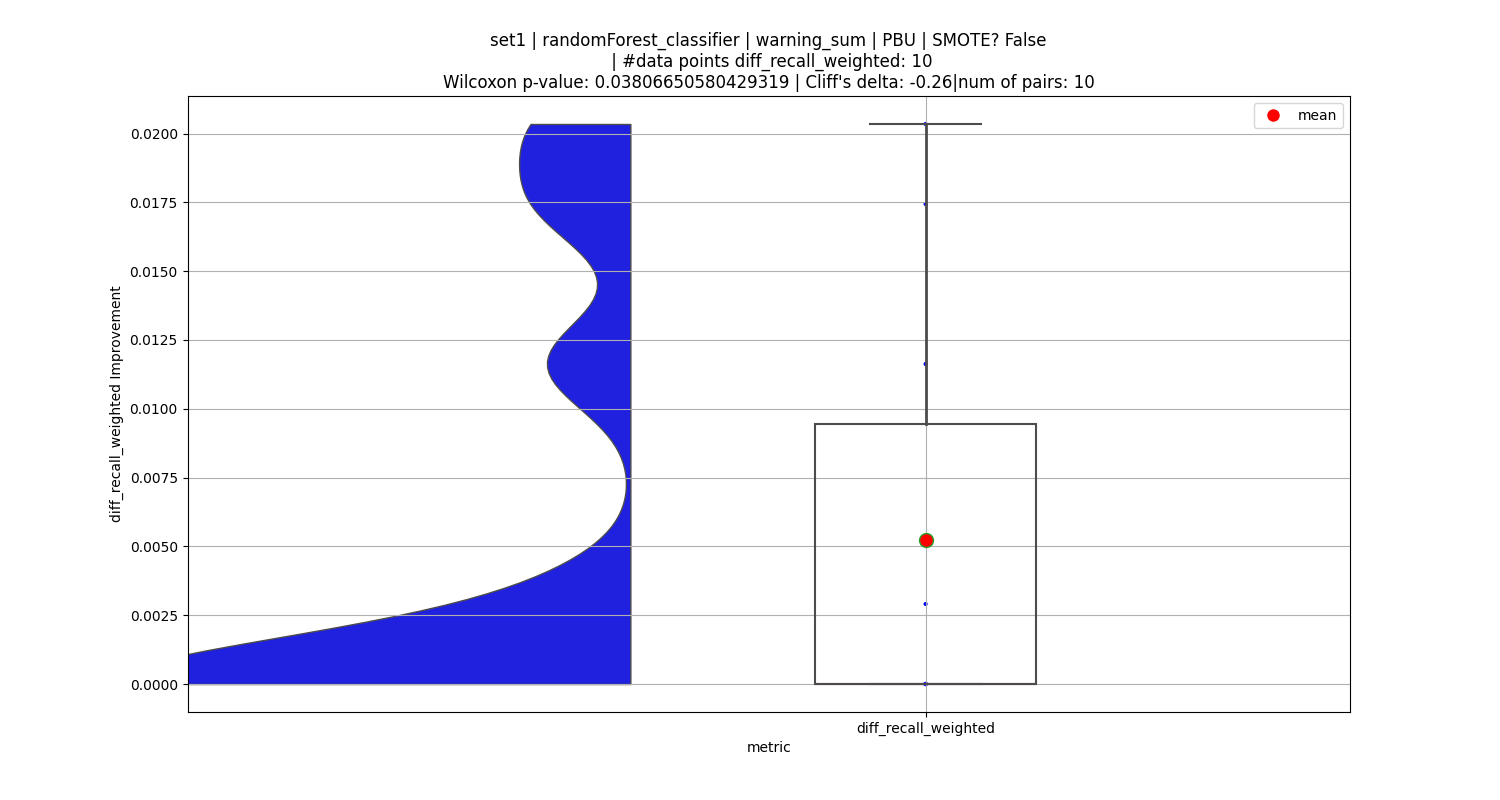 set1 | randomForest_classifier | warning_sum | PBU | SMOTE? False
| #data points diff_recall_weighted: 10
Wilcoxon p-value: 0.03806650580429319 | Cliff's delta: -0.26|num of pairs: 10
mean
0.0200
0.0175
0.0150
0.0125
0.0100
0.0075
0.0050
0.0025
0.0000
diff_recall_weighted Improvement
diff_recall_weighted
metric